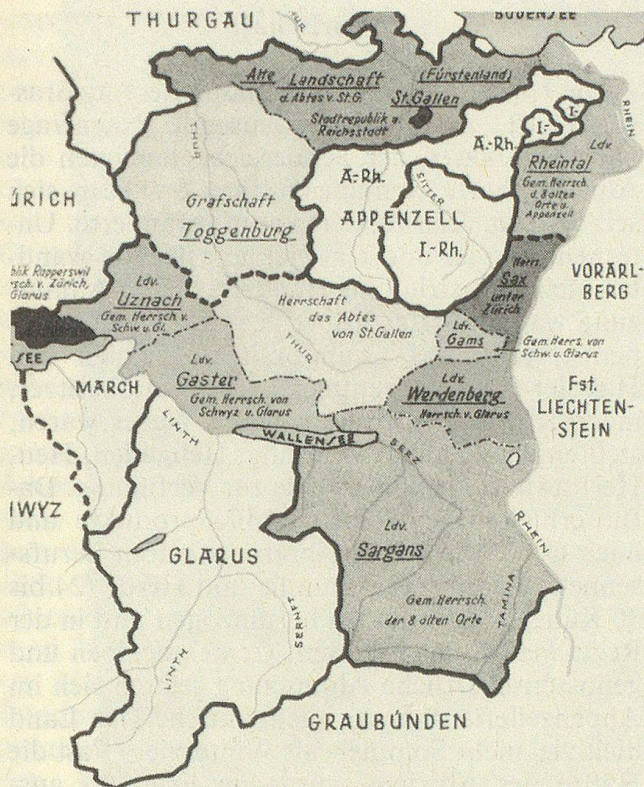 THURGAU
BODENSEE
THUR
Alte Landschaft (Fürstenland)
d. Abtes v. St.G.
St.Gallen
Stadtrepublik u.
Reichsstadt
RHEIN
I.-
I.-
A.-Rh.
Ldv.
Rheintal
Gem. Herrsch.
d. 8 alten
Orte u.
Appenzell
THUR
A.-Rh.
SITTER
APPENZELL
I.-Rh.
Grafschaft
Toggenburg
ÜRICH
blik Rapperswil
rsch. v. Zürich,
Glarus
Ldv.
Uznach
Gem. Herrsch v.
Schw. u. Gl.
Herrschaft
des Abtes
von St.Gallen
THUR
Herrs.
Sax
unter
Zürich
VORARL-
BERG
Ldv.
Gams
Gem. Herrs. von
Schw. u. Glarus
SEE
MARCH
Ldv.
Gaster
Gem. Herrsch. von
Schwyz u. Glarus
Ldv.
Werdenberg
Herrsch. v. Glarus
Fst.
LIECHTEN-
STEIN
LINTH
WALLENSEE
IWYZ
GLARUS
Ldv.
Sargans
Gem. Herrsch.
der 8 alten Orte
RHEIN
TAMINA
SERNFT
LINTH
GRAUBÜNDEN